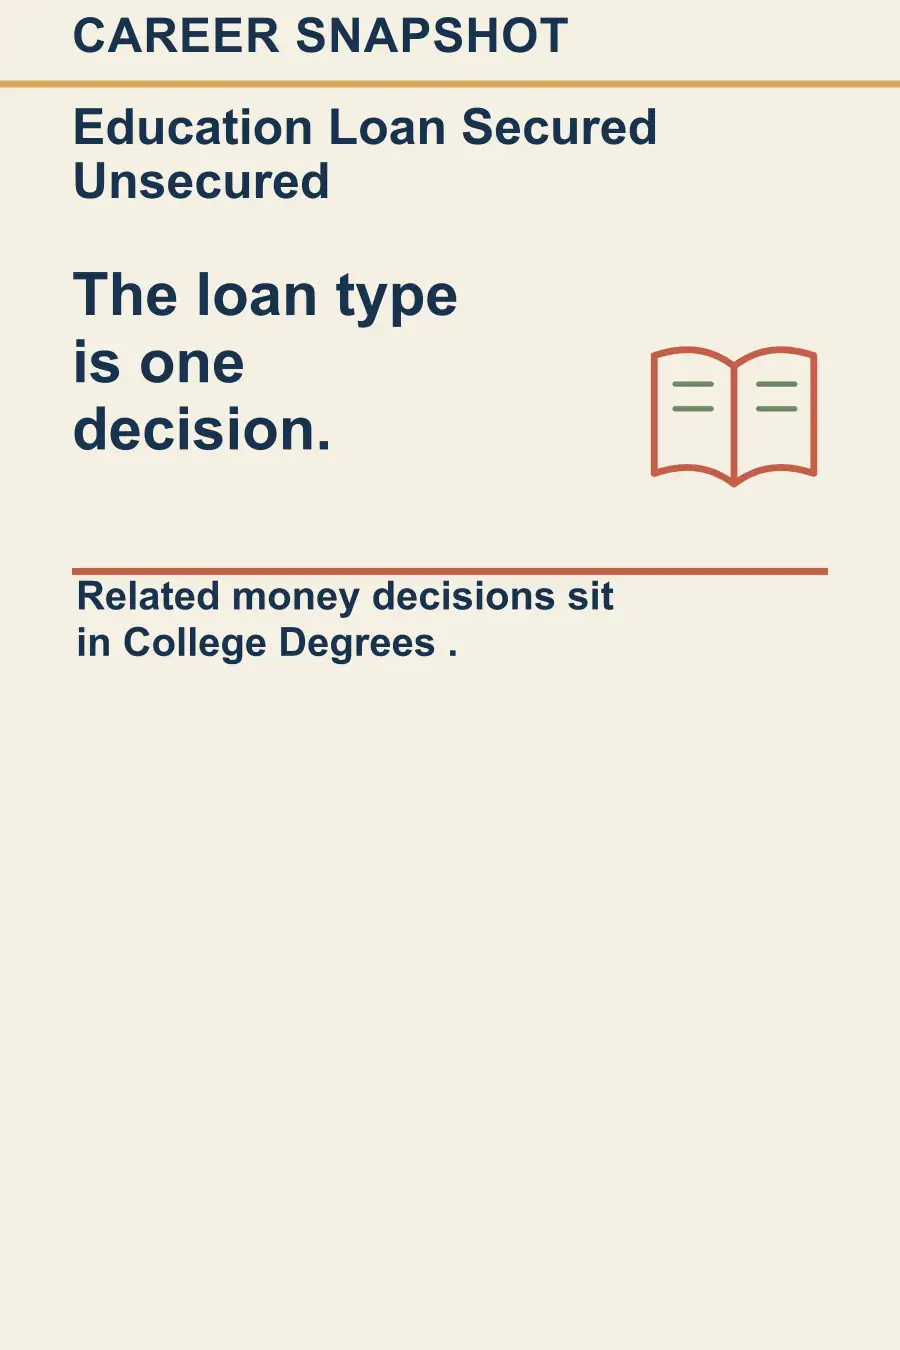 CAREER SNAPSHOT
Education Loan Secured
Unsecured
The loan type
is one
decision.
Related money decisions sit
in College Degrees .